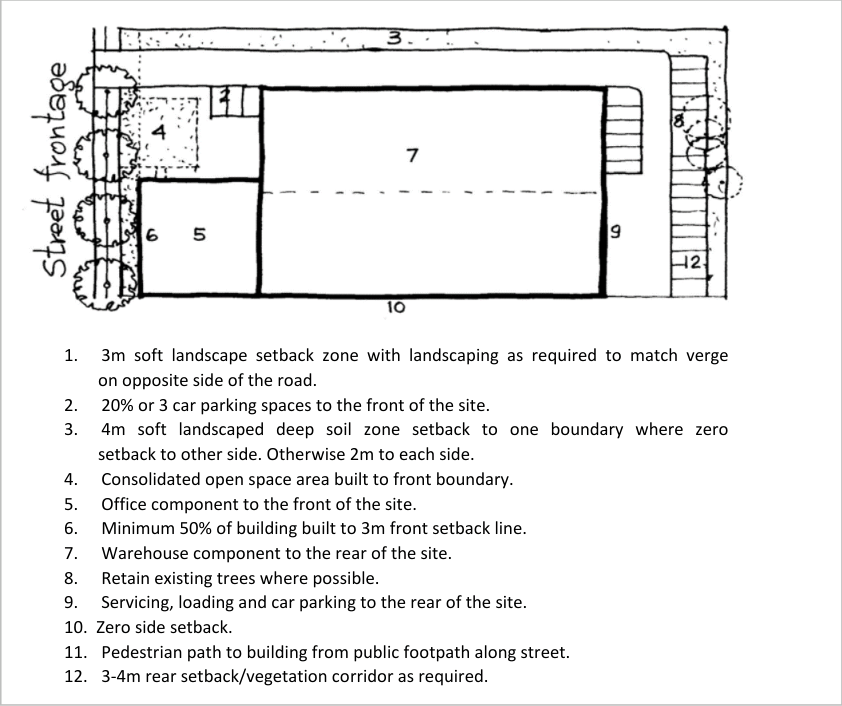 Street frontage
3
2
4
8
7
6 5
9
12
10
1. 3m soft landscape setback zone with landscaping as required to match verge
on opposite side of the road.
2. 20% or 3 car parking spaces to the front of the site.
3. 4m soft landscaped deep soil zone setback to one boundary where zero
setback to other side. Otherwise 2m to each side.
4. Consolidated open space area built to front boundary.
5. Office component to the front of the site.
6. Minimum 50% of building built to 3m front setback line.
7. Warehouse component to the rear of the site.
8. Retain existing trees where possible.
9. Servicing, loading and car parking to the rear of the site.
10. Zero side setback.
11. Pedestrian path to building from public footpath along street.
12. 3-4m rear setback/vegetation corridor as required.